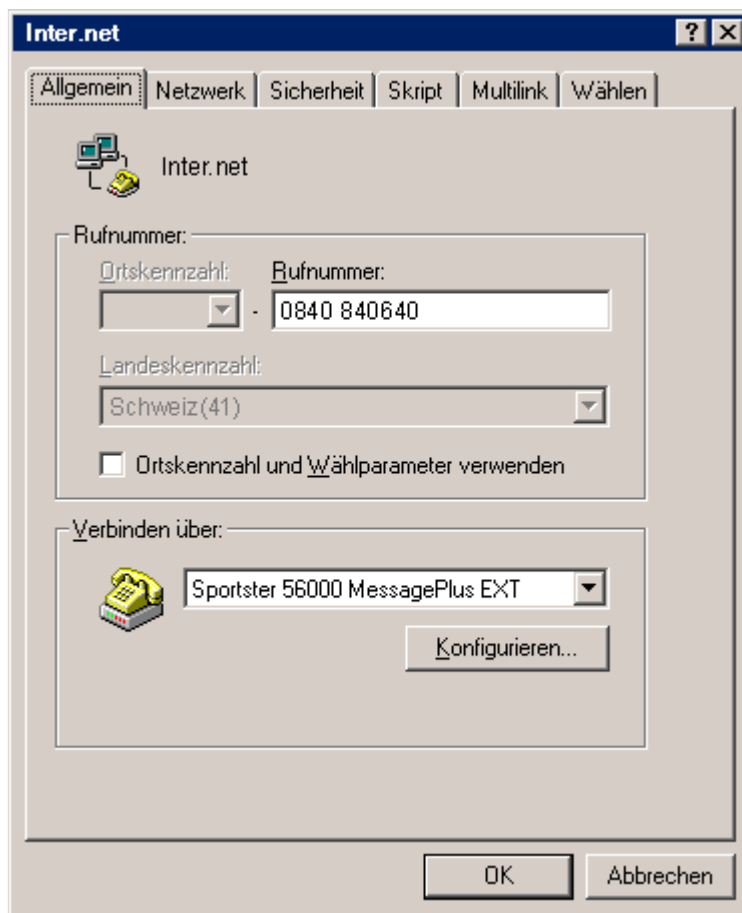 Inter.net
Allgemein Netzwerk Sicherheit Skript Multilink Wählen
Inter.net
Rufnummer:
Ortskennzahl: Rufnummer:
- 0840 840640
Landeskennzahl:
Schweiz(41)
Ortskennzahl und Wählparameter verwenden
Verbinden über:
Sportster 56000 MessagePlus EXT
Konfigurieren...
OK Abbrechen